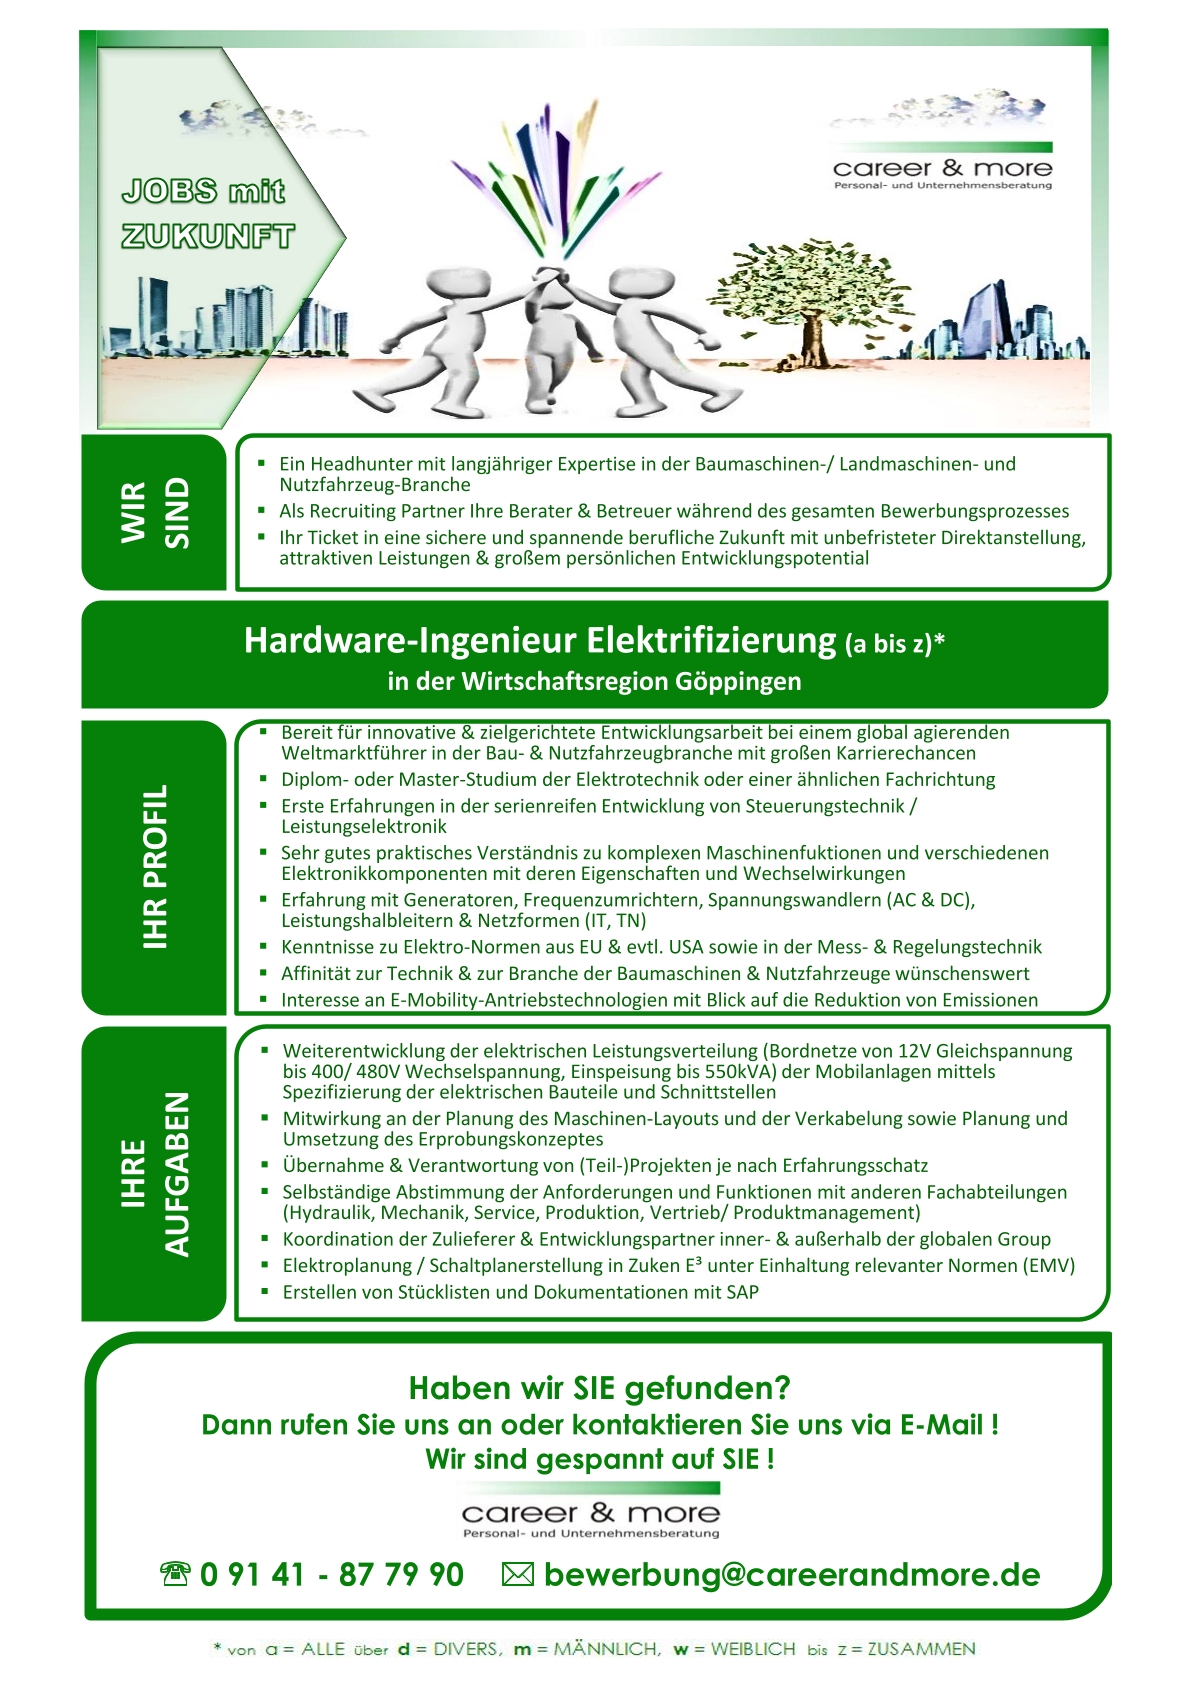 JOBS mit
ZUKUNFT
career & more
Personal- und Unternehmensberatung
WIR
SIND
▪ Ein Headhunter mit langjähriger Expertise in der Baumaschinen-/ Landmaschinen- und
Nutzfahrzeug-Branche
▪ Als Recruiting Partner Ihre Berater & Betreuer während des gesamten Bewerbungsprozesses
▪ Ihr Ticket in eine sichere und spannende berufliche Zukunft mit unbefristeter Direktanstellung,
attraktiven Leistungen & großem persönlichen Entwicklungspotential
Hardware-Ingenieur Elektrifizierung (a bis z)*
in der Wirtschaftsregion Göppingen
IHR PROFIL
▪ Bereit für innovative & zielgerichtete Entwicklungsarbeit bei einem global agierenden
Weltmarktführer in der Bau- & Nutzfahrzeugbranche mit großen Karrierechancen
▪ Diplom- oder Master-Studium der Elektrotechnik oder einer ähnlichen Fachrichtung
▪ Erste Erfahrungen in der serienreifen Entwicklung von Steuerungstechnik /
Leistungselektronik
▪ Sehr gutes praktisches Verständnis zu komplexen Maschinenfuktionen und verschiedenen
Elektronikkomponenten mit deren Eigenschaften und Wechselwirkungen
▪ Erfahrung mit Generatoren, Frequenzumrichtern, Spannungswandlern (AC & DC),
Leistungshalbleitern & Netzformen (IT, TN)
▪ Kenntnisse zu Elektro-Normen aus EU & evtl. USA sowie in der Mess- & Regelungstechnik
▪ Affinität zur Technik & zur Branche der Baumaschinen & Nutzfahrzeuge wünschenswert
▪ Interesse an E-Mobility-Antriebstechnologien mit Blick auf die Reduktion von Emissionen
IHRE
AUFGABEN
▪ Weiterentwicklung der elektrischen Leistungsverteilung (Bordnetze von 12V Gleichspannung
bis 400/ 480V Wechselspannung, Einspeisung bis 550kVA) der Mobilanlagen mittels
Spezifizierung der elektrischen Bauteile und Schnittstellen
▪ Mitwirkung an der Planung des Maschinen-Layouts und der Verkabelung sowie Planung und
Umsetzung des Erprobungskonzeptes
▪ Übernahme & Verantwortung von (Teil-)Projekten je nach Erfahrungsschatz
▪ Selbständige Abstimmung der Anforderungen und Funktionen mit anderen Fachabteilungen
(Hydraulik, Mechanik, Service, Produktion, Vertrieb/ Produktmanagement)
▪ Koordination der Zulieferer & Entwicklungspartner inner- & außerhalb der globalen Group
▪ Elektroplanung / Schaltplanerstellung in Zuken E³ unter Einhaltung relevanter Normen (EMV)
▪ Erstellen von Stücklisten und Dokumentationen mit SAP
Haben wir SIE gefunden?
Dann rufen Sie uns an oder kontaktieren Sie uns via E-Mail !
Wir sind gespannt auf SIE !
career & more
Personal- und Unternehmensberatung
☏ 0 91 41 - 87 79 90 ✉ bewerbung@careerandmore.de
* von a = ALLE über d = DIVERS, m = MÄNNLICH, w = WEIBLICH bis z = ZUSAMMEN